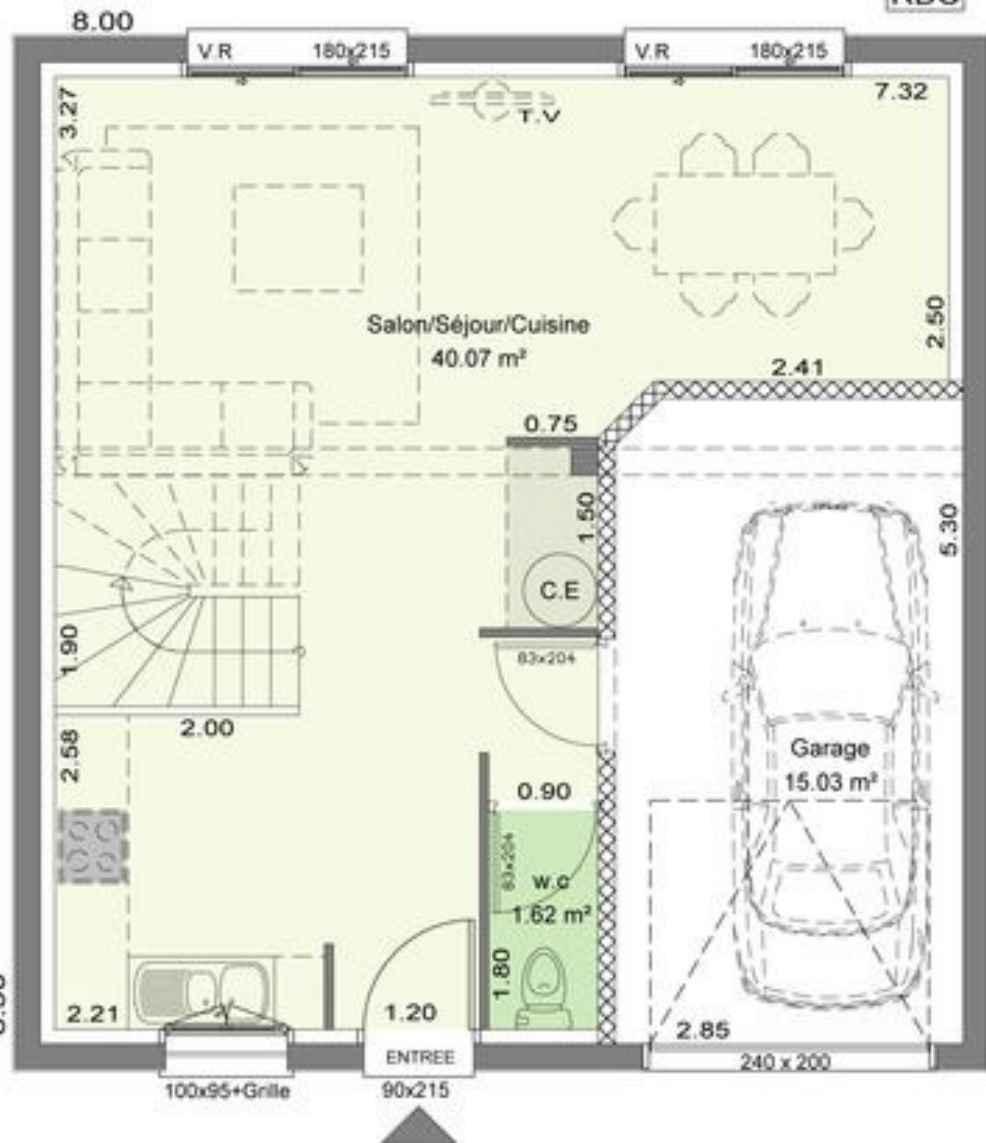 8.00
V.R 180x215
V.R 180x215
3.27
T.V
7.32
Salon/Séjour/Cuisine
40.07 m²
2.50
2.41
0.75
1.50
5.30
C.E
83x204
1.90
2.00
2.58
Garage
15.03 m²
0.90
83x204
w.c
1.62 m²
1.80
2.21
1.20
2.85
ENTREE
240 x 200
100x95+Grille
90x215